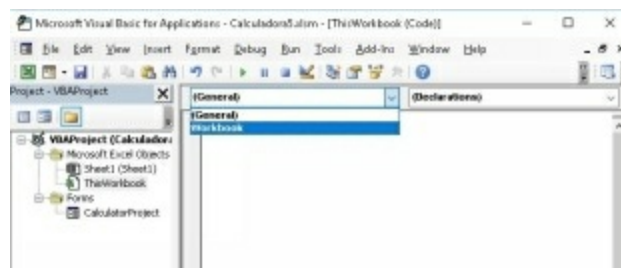 Microsoft Visual Basic for Applications - Calculadora5.xlsm - [ThisWorkbook (Code)]
File Edit View Insert Format Debug Run Tools Add-Ins Window Help
Project - VBAProject
(General)
(Declarations)
(General)
Workbook
VBAProject (Calculadora
Microsoft Excel Objects
Sheet1 (Sheet1)
ThisWorkbook
Forms
CalculatorProject